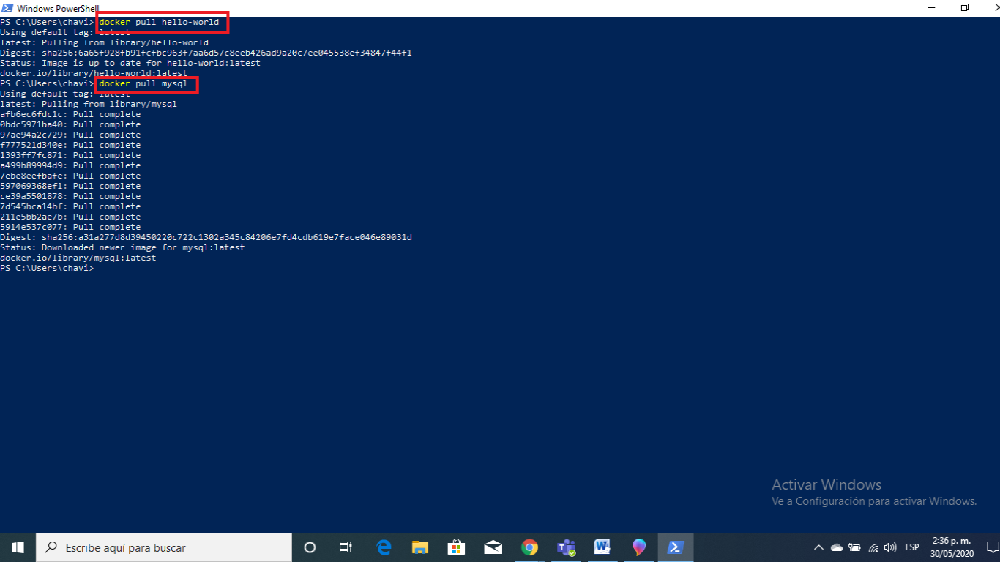 Windows PowerShell
PS C:\Users\chavi> docker pull hello-world
Using default tag: latest
latest: Pulling from library/hello-world
Digest: sha256:6a65f928fb91fcfbc963f7aa6d57c8eeb426ad9a20c7ee045538ef34847f44f1
Status: Image is up to date for hello-world:latest
docker.io/library/hello-world:latest
PS C:\Users\chavi> docker pull mysql
Using default tag: latest
latest: Pulling from library/mysql
afb6ec6fdc1c: Pull complete
0bdc5971ba40: Pull complete
97ae94a2c729: Pull complete
f777521d340e: Pull complete
1393ff7fc871: Pull complete
a499b89994d9: Pull complete
7ebe8eefbafe: Pull complete
597069368ef1: Pull complete
ce39a5501878: Pull complete
7d545bca14bf: Pull complete
211e5bb2ae7b: Pull complete
5914e537c077: Pull complete
Digest: sha256:a31a277d8d39450220c722c1302a345c84206e7fd4cdb619e7face046e89031d
Status: Downloaded newer image for mysql:latest
docker.io/library/mysql:latest
PS C:\Users\chavi>
Activar Windows
Ve a Configuración para activar Windows.
Escribe aquí para buscar
ESP
2:36 p. m.
30/05/2020